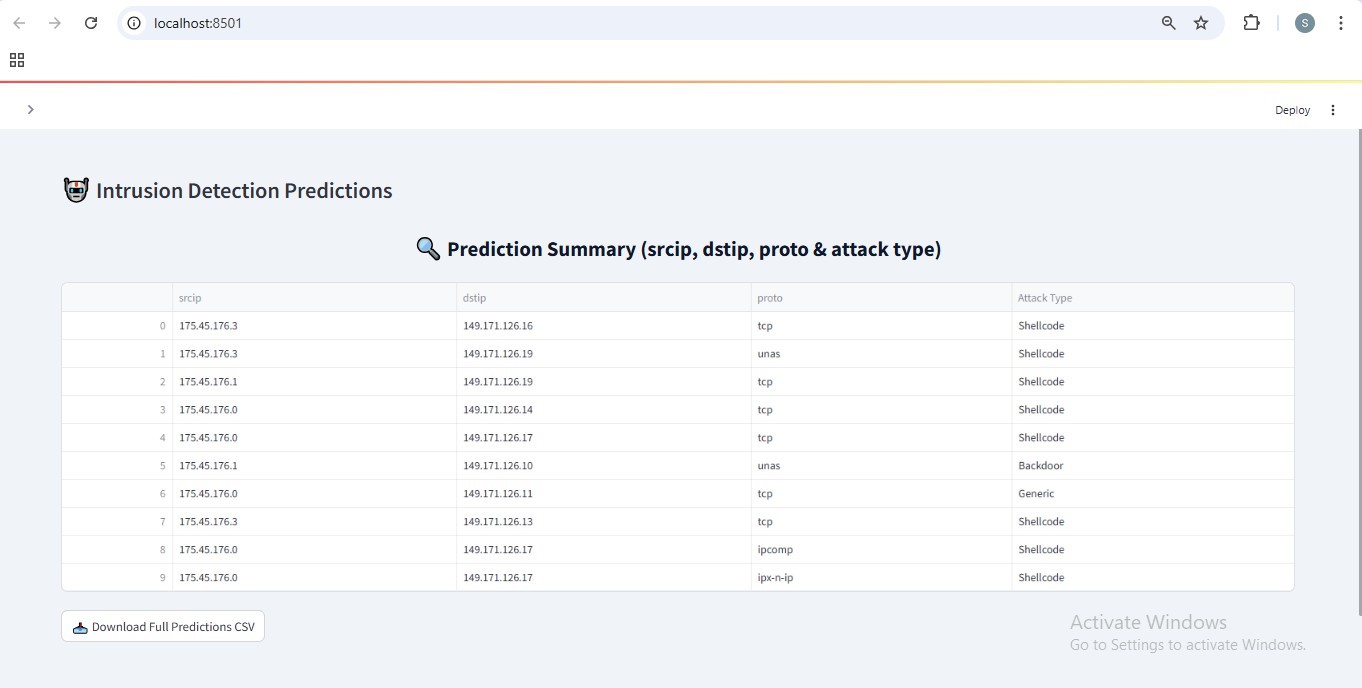 localhost:8501
S
Deploy
Intrusion Detection Predictions
Prediction Summary (srcip, dstip, proto & attack type)
srcip dstip proto Attack Type
0 175.45.176.3 149.171.126.16 tcp Shellcode
1 175.45.176.3 149.171.126.19 unas Shellcode
2 175.45.176.1 149.171.126.19 tcp Shellcode
3 175.45.176.0 149.171.126.14 tcp Shellcode
4 175.45.176.0 149.171.126.17 tcp Shellcode
5 175.45.176.1 149.171.126.10 unas Backdoor
6 175.45.176.0 149.171.126.11 tcp Generic
7 175.45.176.3 149.171.126.13 tcp Shellcode
8 175.45.176.0 149.171.126.17 ipcomp Shellcode
9 175.45.176.0 149.171.126.17 ipx-n-ip Shellcode
Download Full Predictions CSV
Activate Windows
Go to Settings to activate Windows.